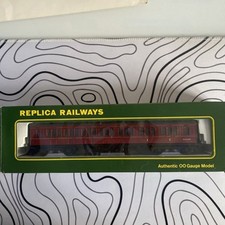 REPLICA RAILWAYS
Authentic OO Gauge Model